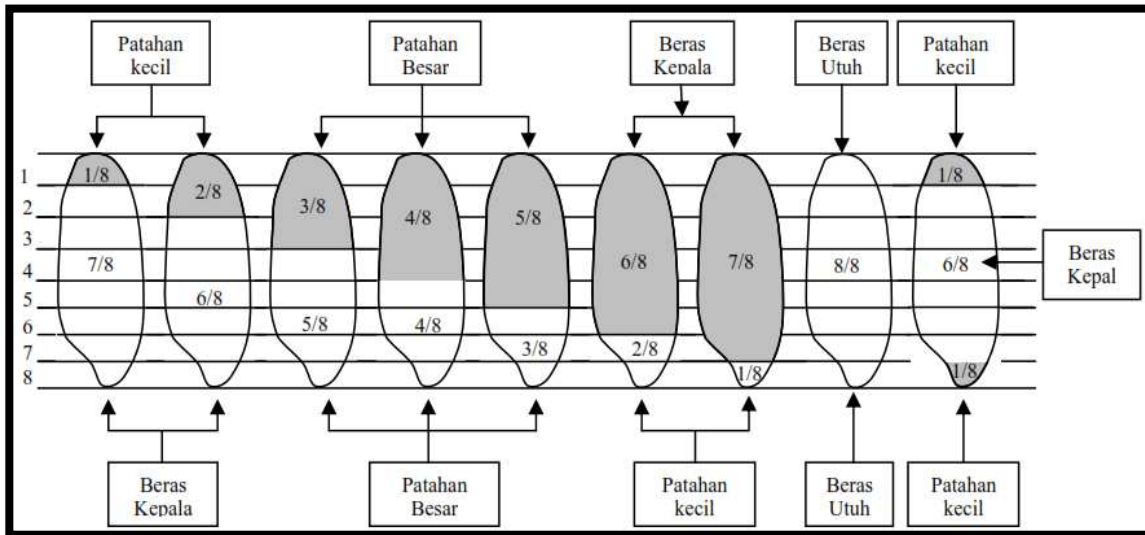 Patahan
kecil
Patahan
Besar
Beras
Kepala
Beras
Utuh
Patahan
kecil
1
2
3
4
5
6
7
8
1/8
7/8
2/8
6/8
3/8
5/8
4/8
4/8
5/8
3/8
6/8
2/8
7/8
1/8
8/8
1/8
6/8
1/8
Beras
Kepal
Beras
Kepala
Patahan
Besar
Patahan
kecil
Beras
Utuh
Patahan
kecil